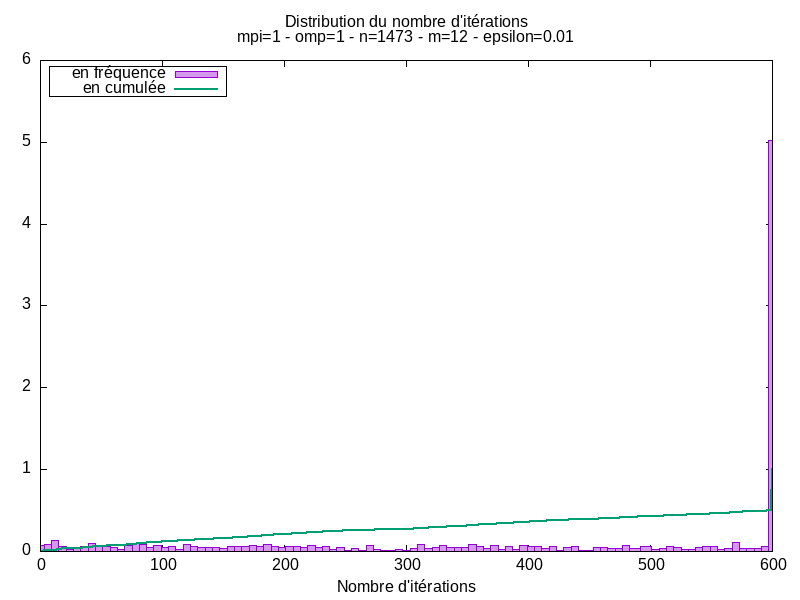 Distribution du nombre d'itérations
mpi=1 - omp=1 - n=1473 - m=12 - epsilon=0.01
en fréquence
en cumulée
6
5
4
3
2
1
0
0 100 200 300 400 500 600
Nombre d'itérations